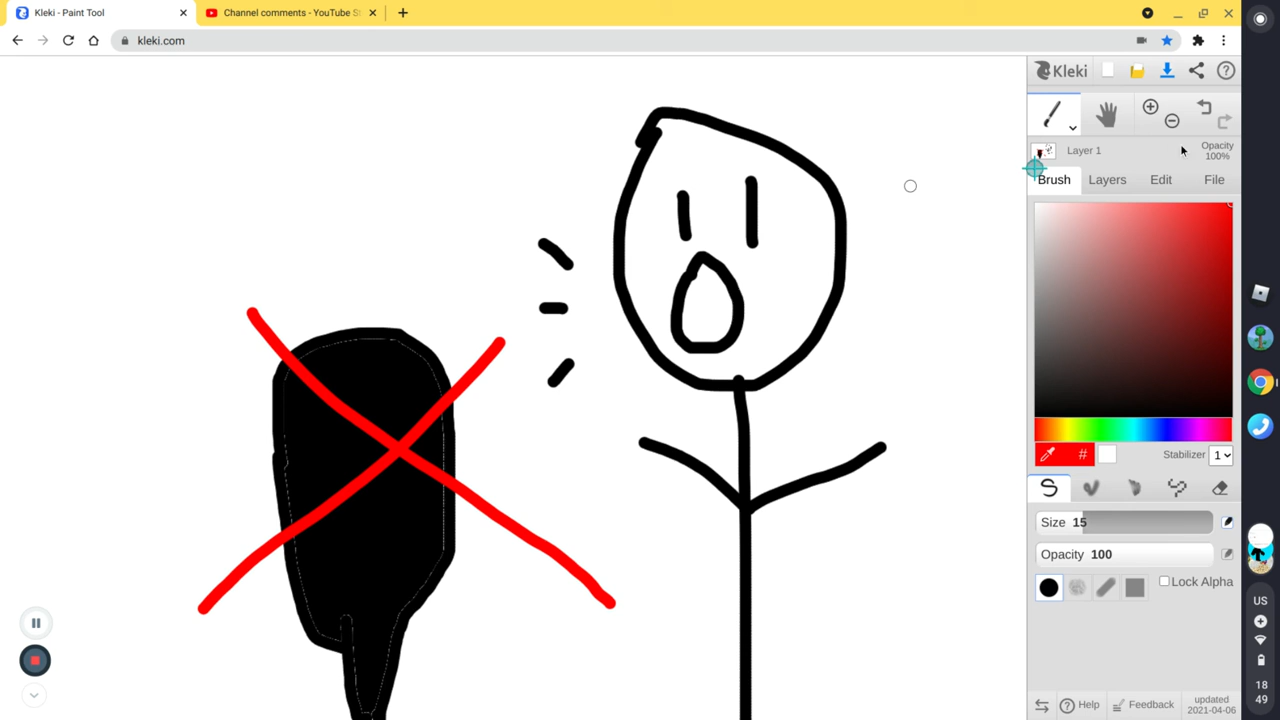 Kleki - Paint Tool
Channel comments - YouTube St
kleki.com
Kleki
Layer 1
Opacity
100%
Brush
Layers
Edit
File
#
Stabilizer
1
Size 15
Opacity 100
Lock Alpha
US
Help
Feedback
updated
2021-04-06
18
49